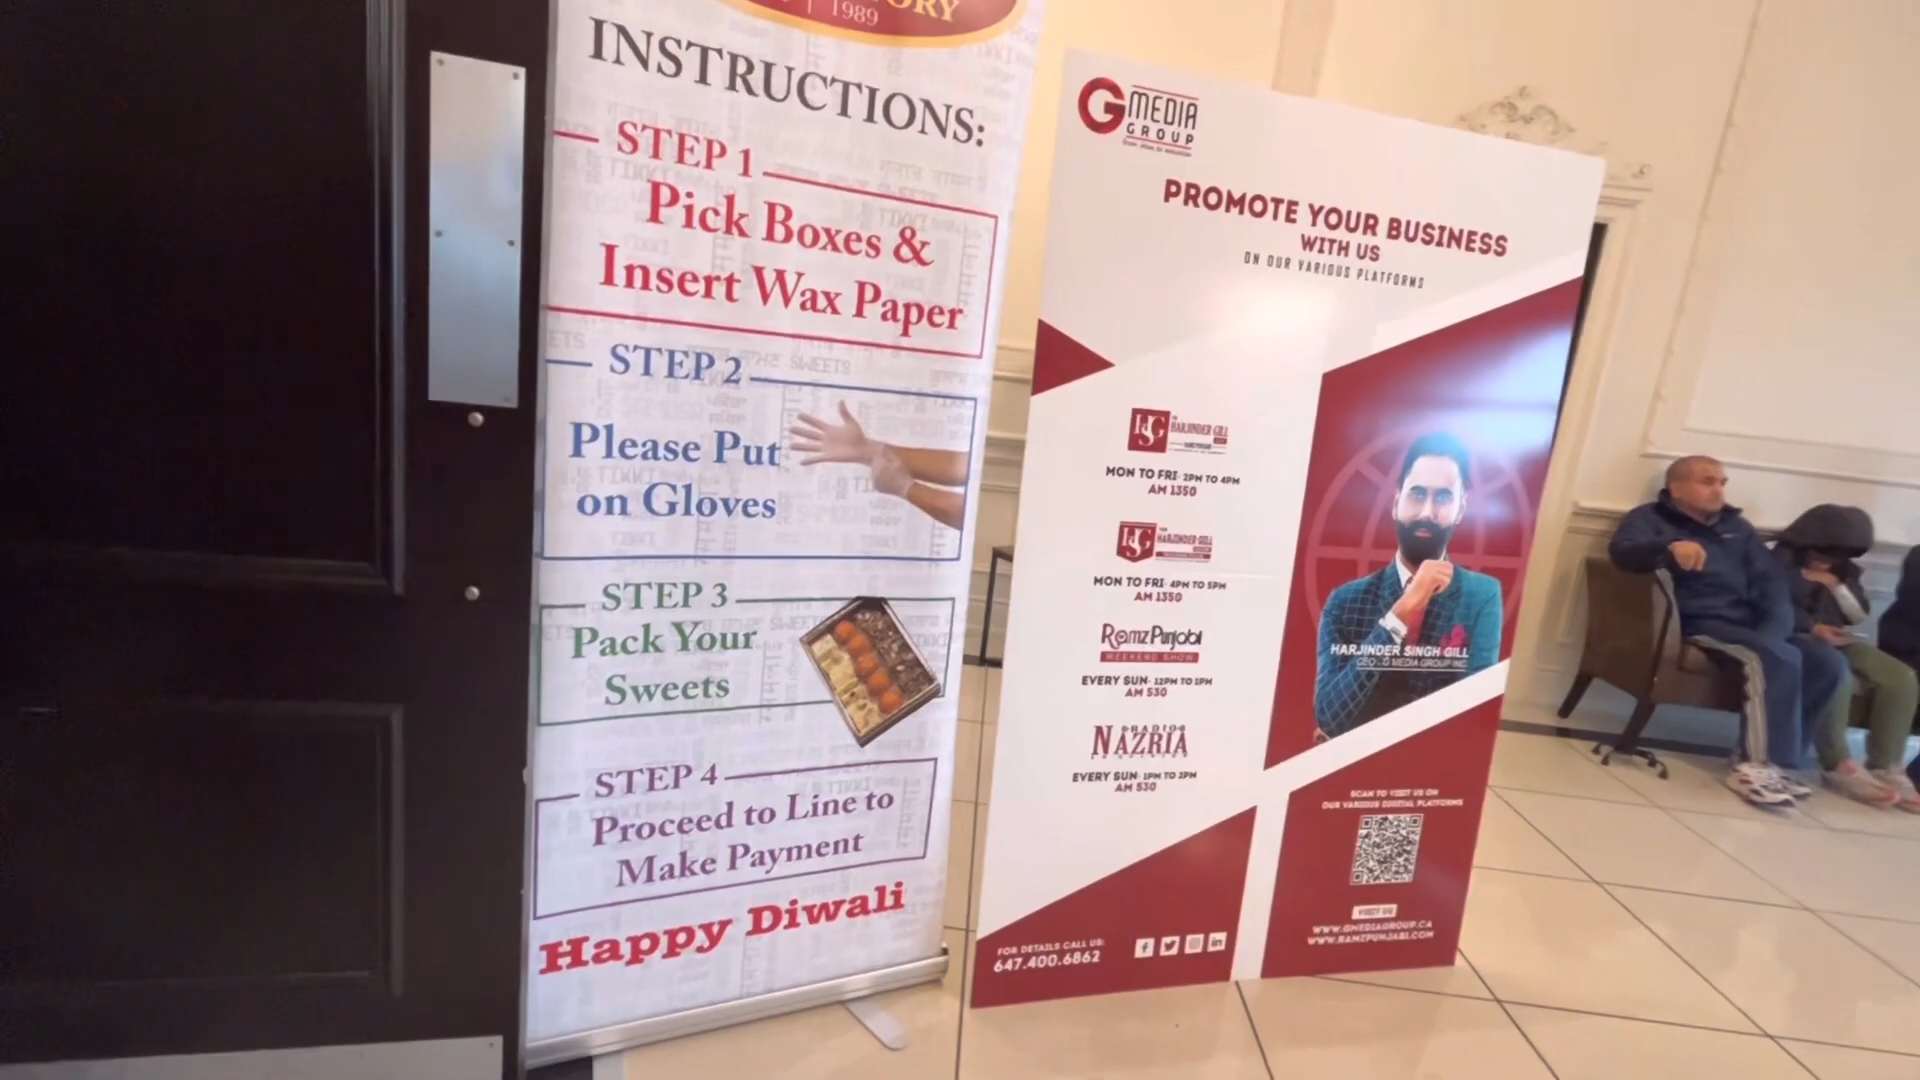 ORY
1989
INSTRUCTIONS:
STEP 1
Pick Boxes &
Insert Wax Paper
STEP 2
Please Put
on Gloves
STEP 3
Pack Your
Sweets
STEP 4
Proceed to Line to
Make Payment
Happy Diwali
G MEDIA
GROUP
PROMOTE YOUR BUSINESS
WITH US
ON OUR VARIOUS PLATFORMS
HSG
HARJINDER GILL
MON TO FRI- 2PM TO 4PM
AM 1350
HSG
HARJINDER GILL
MON TO FRI- 4PM TO 5PM
AM 1350
Ramz Punjabi
WEEKEND SHOW
EVERY SUN- 12PM TO 1PM
AM 530
RADIO
NAZRIA
EVERY SUN- 1PM TO 2PM
AM 530
HARJINDER SINGH GILL
CEO - G MEDIA GROUP INC.
SCAN TO VISIT US ON
OUR VARIOUS DIGITAL PLATFORMS
VISIT US
WWW.GMEDIAGROUP.CA
WWW.RAMZPUNJABI.COM
FOR DETAILS CALL US:
647.400.6862